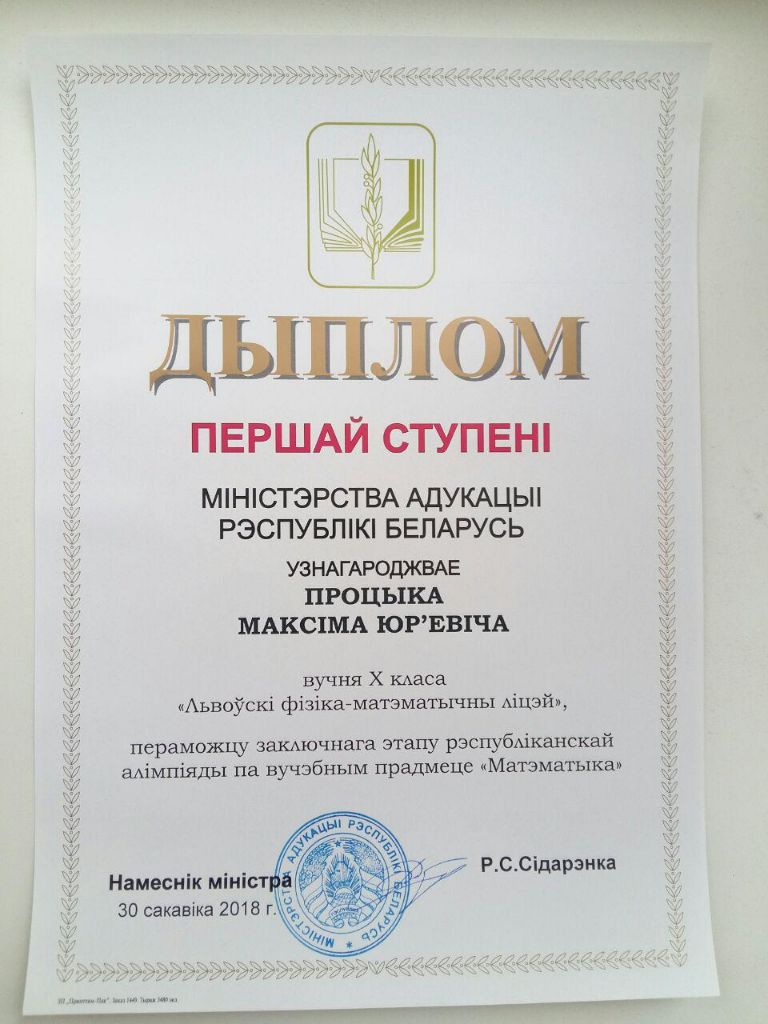 ДЫПЛОМ
ПЕРШАЙ СТУПЕНІ
МІНІСТЭРСТВА АДУКАЦЫІ
РЭСПУБЛІКІ БЕЛАРУСЬ
УЗНАГАРОДЖВАЕ
ПРОЦЫКА
МАКСІМА ЮР’ЕВІЧА
вучня X класа
«Львоўскі фізіка-матэматычны ліцэй»,
пераможцу заключнага этапу рэспубліканскай
алімпіяды па вучэбным прадмеце «Матэматыка»
Намеснік міністра
Р.С.Сідарэнка
30 сакавіка 2018 г.
МІНІСТЭРСТВА АДУКАЦЫІ РЭСПУБЛІКІ БЕЛАРУСЬ